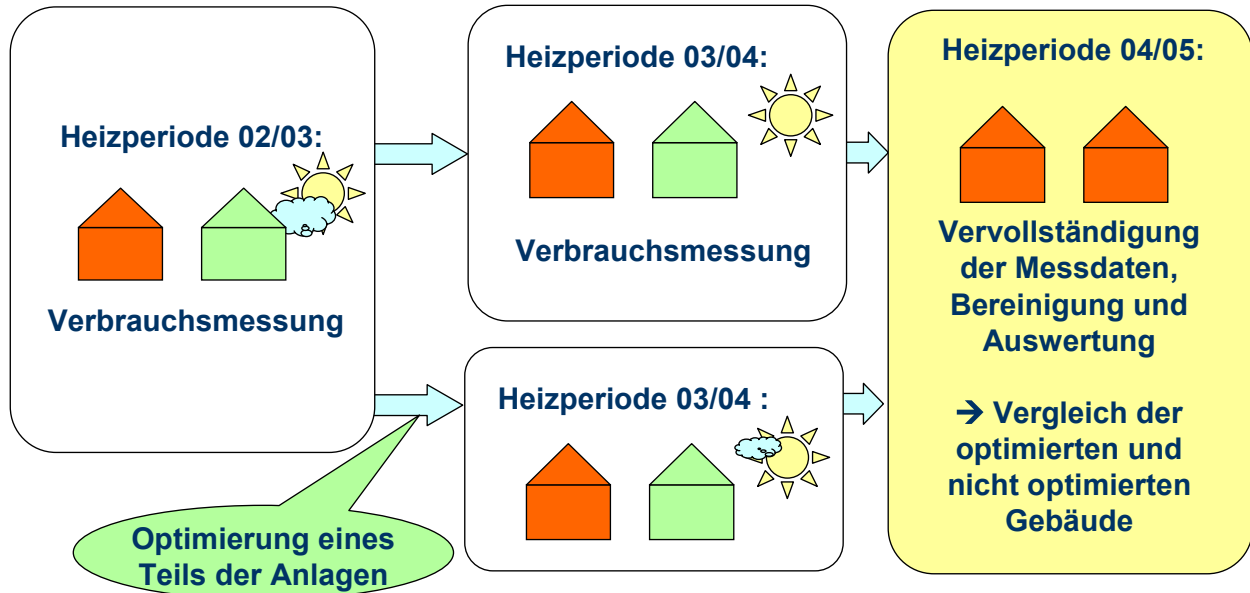 Heizperiode 02/03:
Verbrauchsmessung
Heizperiode 03/04:
Verbrauchsmessung
Heizperiode 03/04 :
Optimierung eines
Teils der Anlagen
Heizperiode 04/05:
Vervollständigung
der Messdaten,
Bereinigung und
Auswertung
➔ Vergleich der
optimierten und
nicht optimierten
Gebäude